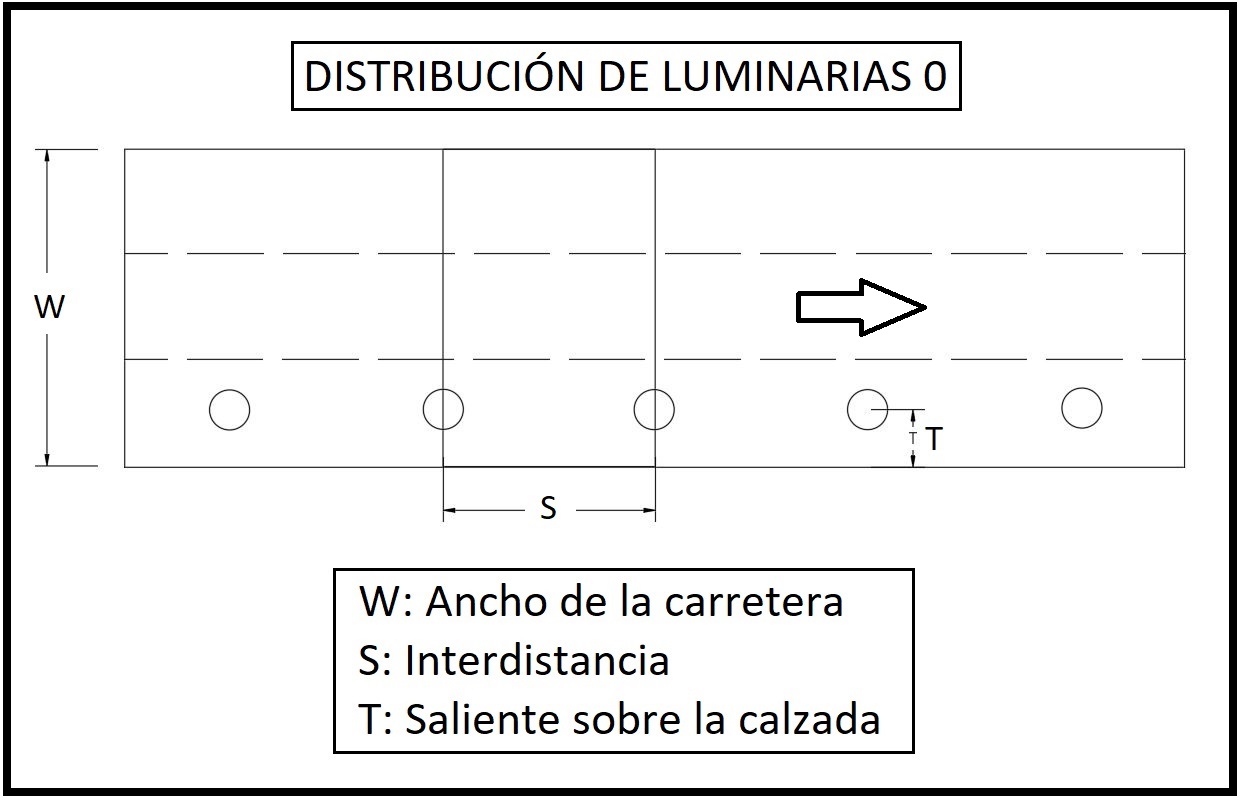 DISTRIBUCIÓN DE LUMINARIAS 0
W
T
S
W: Ancho de la carretera
S: Interdistancia
T: Saliente sobre la calzada